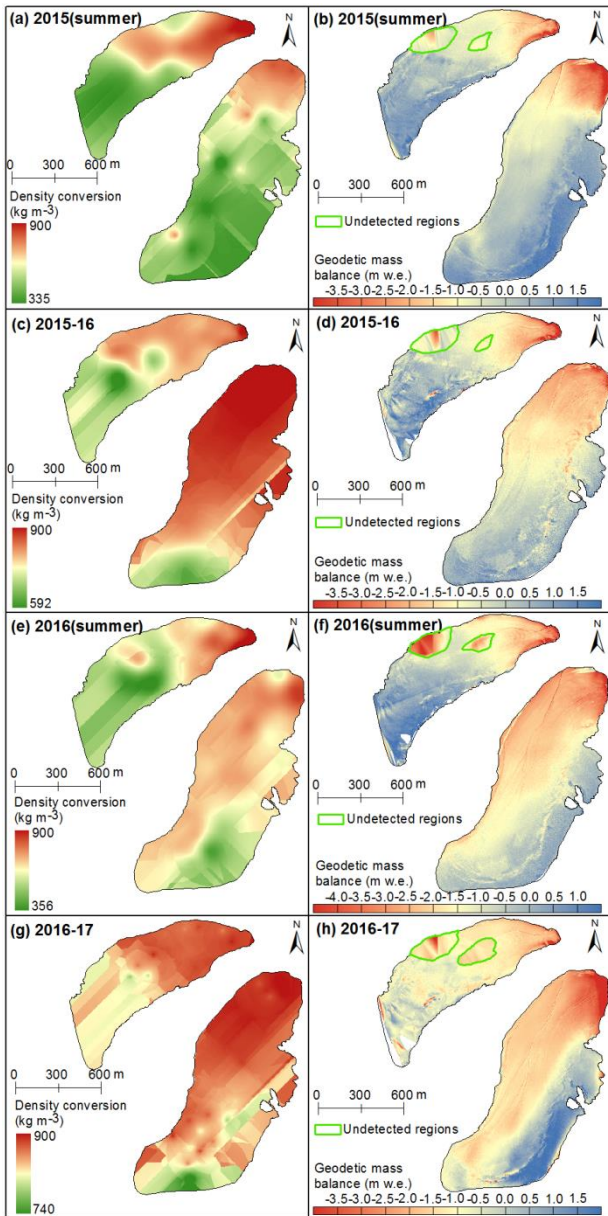 (a) 2015(summer)
N
0 300 600 m
Density conversion
(kg m-3)
900
335
(b) 2015(summer)
N
0 300 600 m
Undetected regions
Geodetic mass
balance (m w.e.)
-3.5 -3.0 -2.5 -2.0 -1.5 -1.0 -0.5 0.0 0.5 1.0 1.5
(c) 2015-16
N
0 300 600 m
Density conversion
(kg m-3)
900
592
(d) 2015-16
N
0 300 600 m
Undetected regions
Geodetic mass
balance (m w.e.)
-3.5 -3.0 -2.5 -2.0 -1.5 -1.0 -0.5 0.0 0.5 1.0 1.5
(e) 2016(summer)
N
0 300 600 m
Density conversion
(kg m-3)
900
356
(f) 2016(summer)
N
0 300 600 m
Undetected regions
Geodetic mass
balance (m w.e.)
-4.0 -3.5 -3.0 -2.5 -2.0 -1.5 -1.0 -0.5 0.0 0.5 1.0
(g) 2016-17
N
0 300 600 m
Density conversion
(kg m-3)
900
740
(h) 2016-17
N
0 300 600 m
Undetected regions
Geodetic mass
balance (m w.e.)
-3.5 -3.0 -2.5 -2.0 -1.5 -1.0 -0.5 0.0 0.5 1.0 1.5